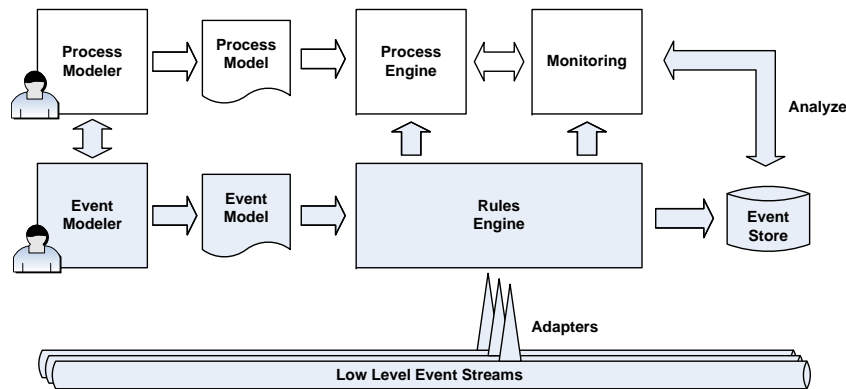 Process
Modeler
Process
Model
Process
Engine
Monitoring
Analyze
Event
Modeler
Event
Model
Rules
Engine
Event
Store
Adapters
Low Level Event Streams